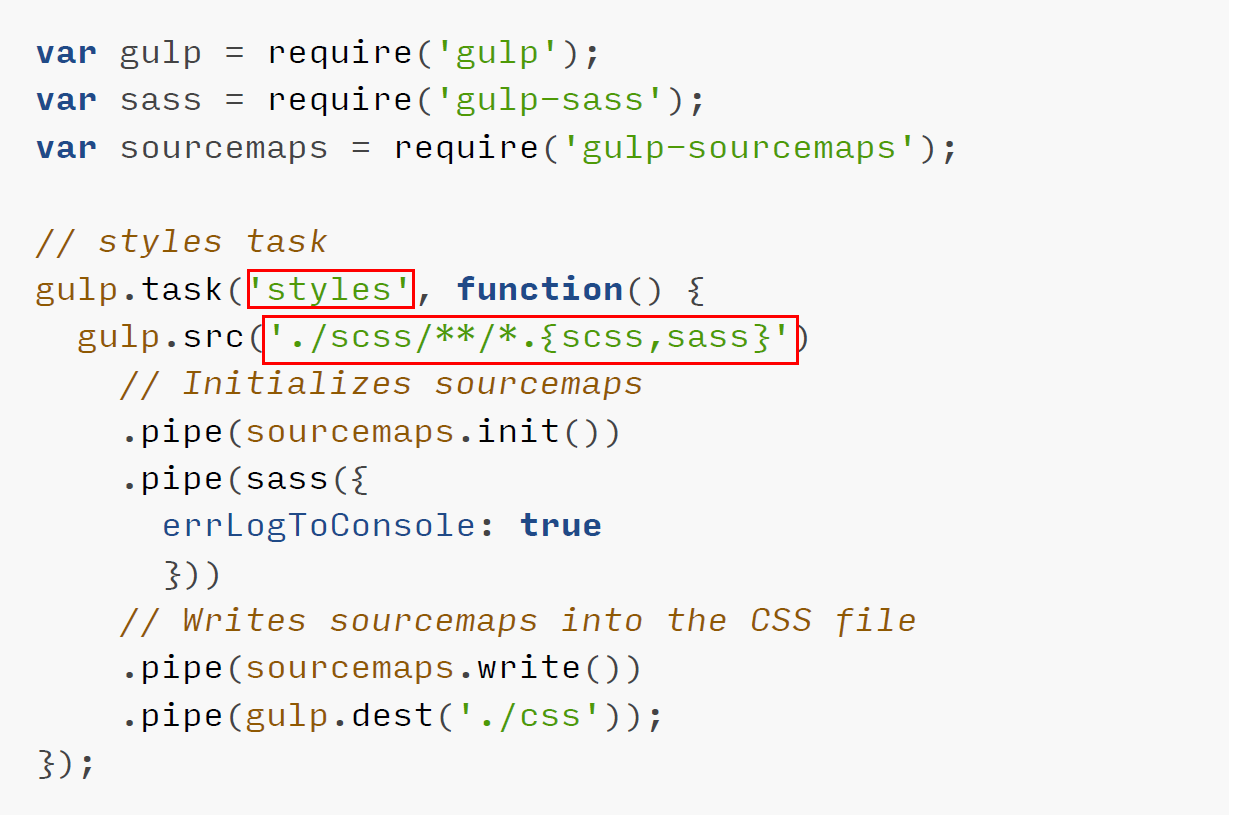 var gulp = require('gulp');
var sass = require('gulp-sass');
var sourcemaps = require('gulp-sourcemaps');
// styles task
gulp.task('styles', function() {
gulp.src('./scss/**/*.{scss,sass}')
// Initializes sourcemaps
.pipe(sourcemaps.init())
.pipe(sass({
errLogToConsole: true
}))
// Writes sourcemaps into the CSS file
.pipe(sourcemaps.write())
.pipe(gulp.dest('./css'));
});